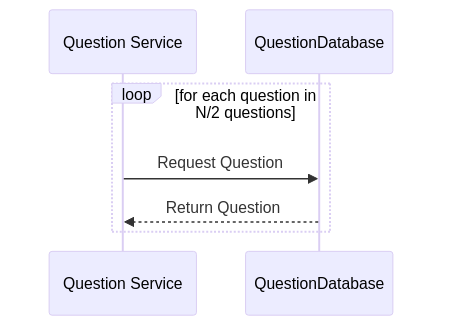 Question Service
QuestionDatabase
loop
[for each question in
N/2 questions]
Request Question
Return Question
Question Service
QuestionDatabase